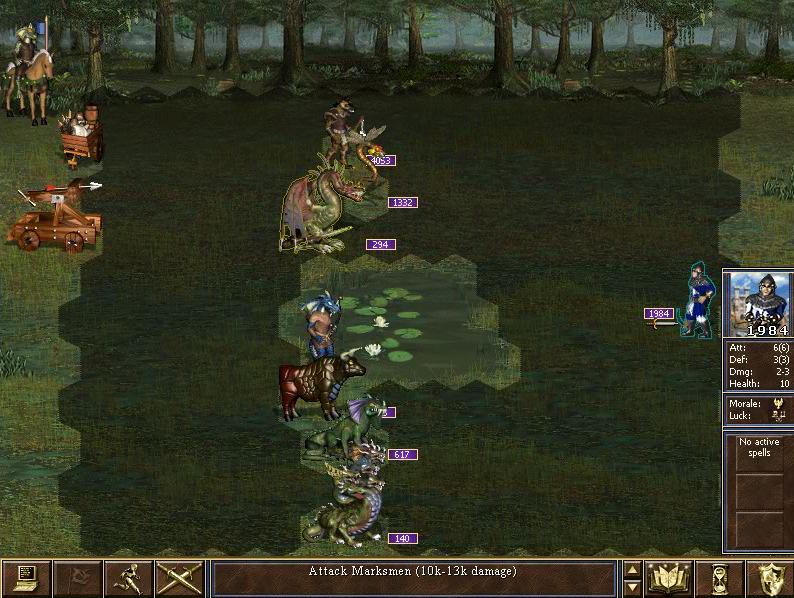 4053
1332
294
1984
1984
Att: 6(6)
Def: 3(3)
Dmg: 2-3
Health: 10
Morale:
Luck:
No active
spells
617
140
Attack Marksmen (10k-13k damage)